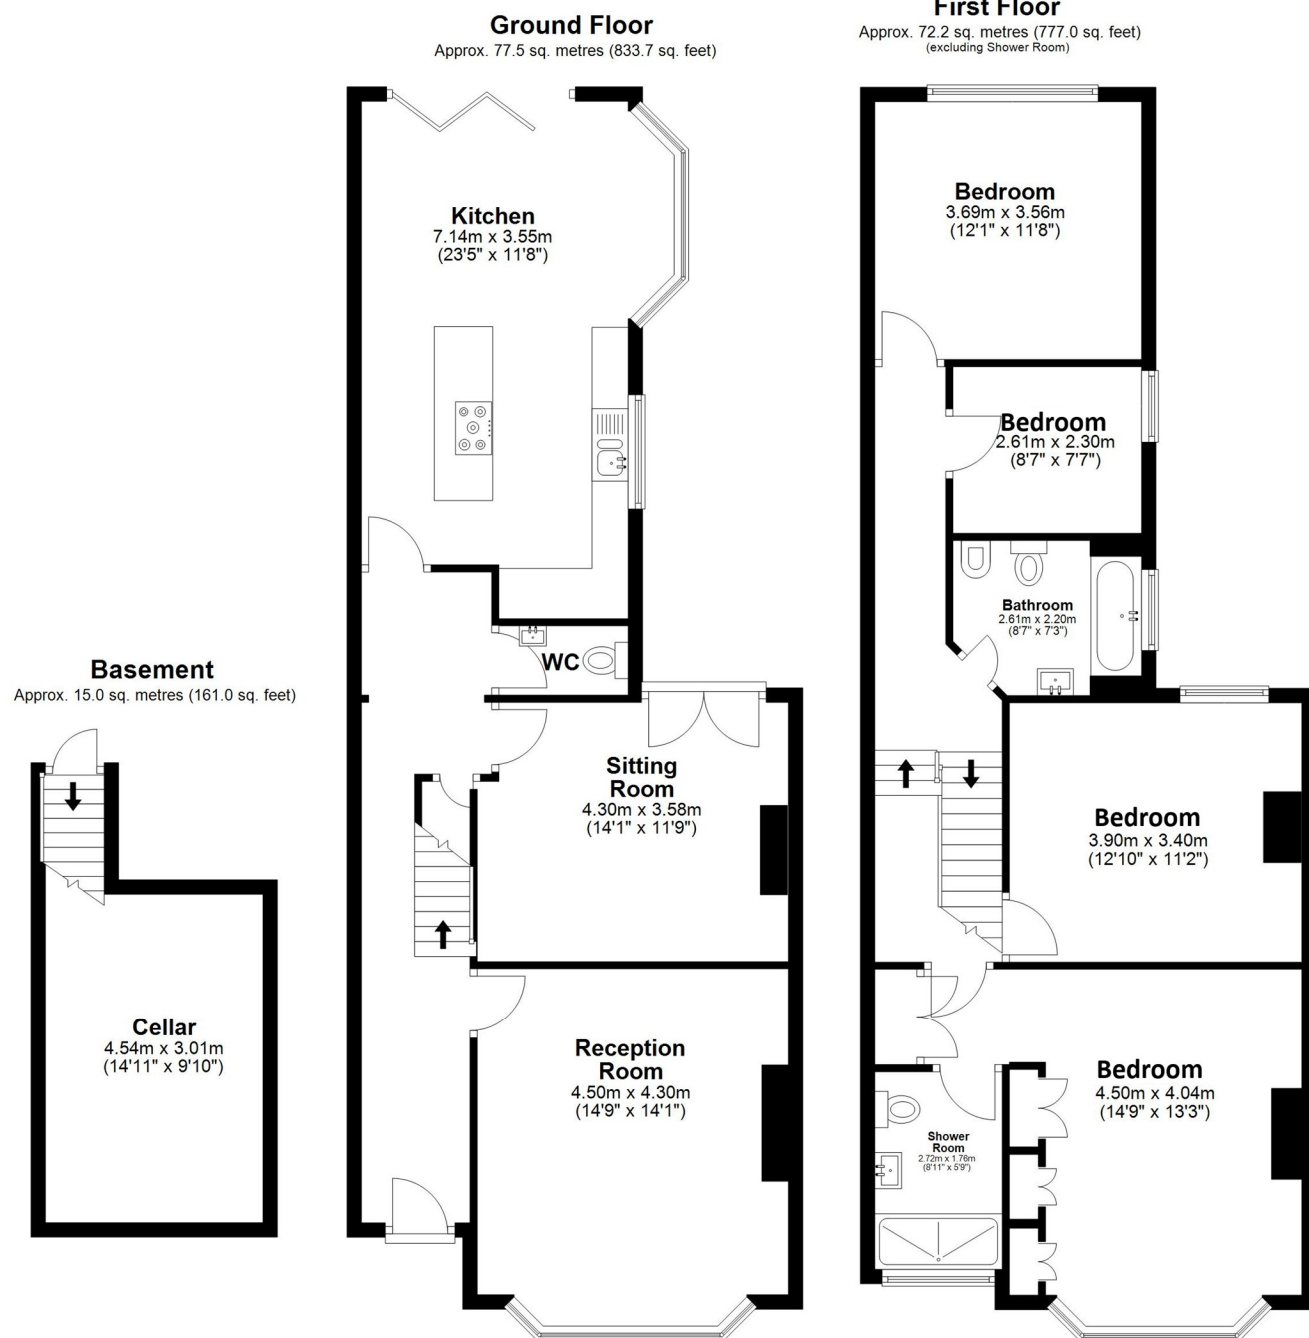 Ground Floor
Approx. 77.5 sq. metres (833.7 sq. feet)
Kitchen
7.14m x 3.55m
(23'5" x 11'8")
WC
Sitting
Room
4.30m x 3.58m
(14'1" x 11'9")
Reception
Room
4.50m x 4.30m
(14'9" x 14'1")
Basement
Approx. 15.0 sq. metres (161.0 sq. feet)
Cellar
4.54m x 3.01m
(14'11" x 9'10")
First Floor
Approx. 72.2 sq. metres (777.0 sq. feet)
(excluding Shower Room)
Bedroom
3.69m x 3.56m
(12'1" x 11'8")
Bedroom
2.61m x 2.30m
(8'7" x 7'7")
Bathroom
2.61m x 2.20m
(8'7" x 7'3")
Bedroom
3.90m x 3.40m
(12'10" x 11'2")
Bedroom
4.50m x 4.04m
(14'9" x 13'3")
Shower
Room
2.72m x 1.76m
(8'11" x 5'9")